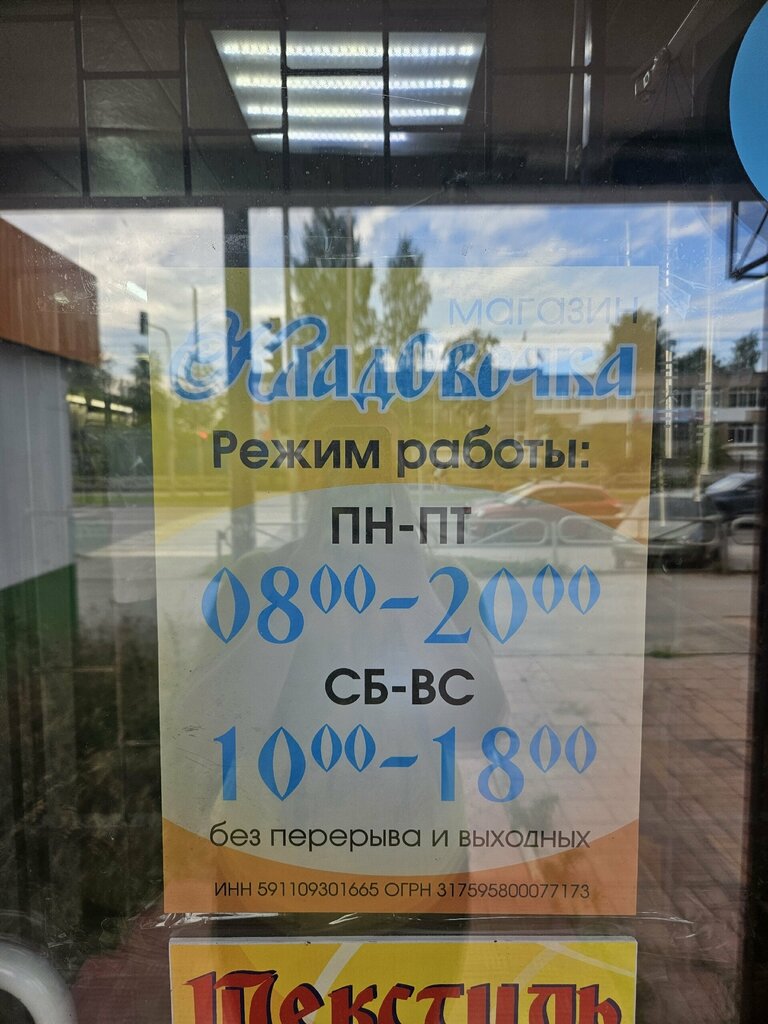 магазин
Кладовочка
Режим работы:
ПН-ПТ
08⁰⁰-20⁰⁰
СБ-ВС
10⁰⁰-18⁰⁰
без перерыва и выходных
ИНН 591109301665 ОГРН 317595800077173
Текстиль